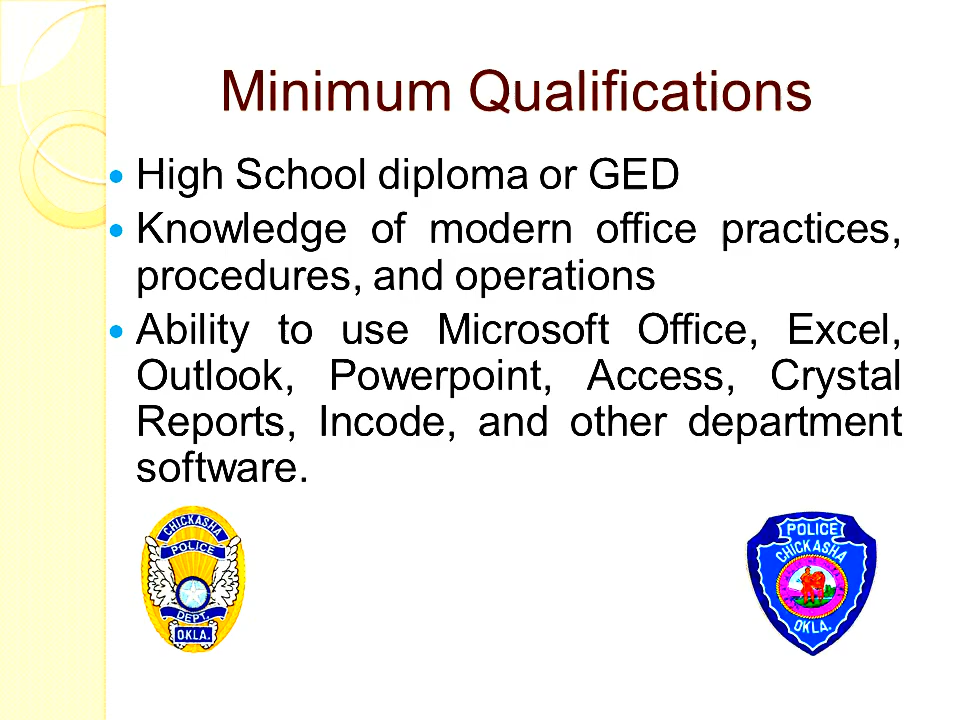 Minimum Qualifications
High School diploma or GED
Knowledge of modern office practices,
procedures, and operations
Ability to use Microsoft Office, Excel,
Outlook, Powerpoint, Access, Crystal
Reports, Incode, and other department
software.
CHICKASHA
POLICE
DEPT.
OKLA.
POLICE
CHICKASHA
OKLA.